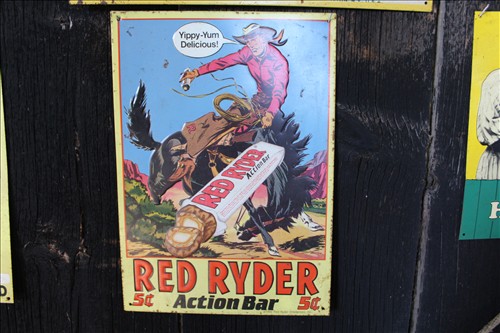 Yippy-Yum
Delicious!
RED RYDER
Action Bar
RED RYDER
5¢ Action Bar 5¢